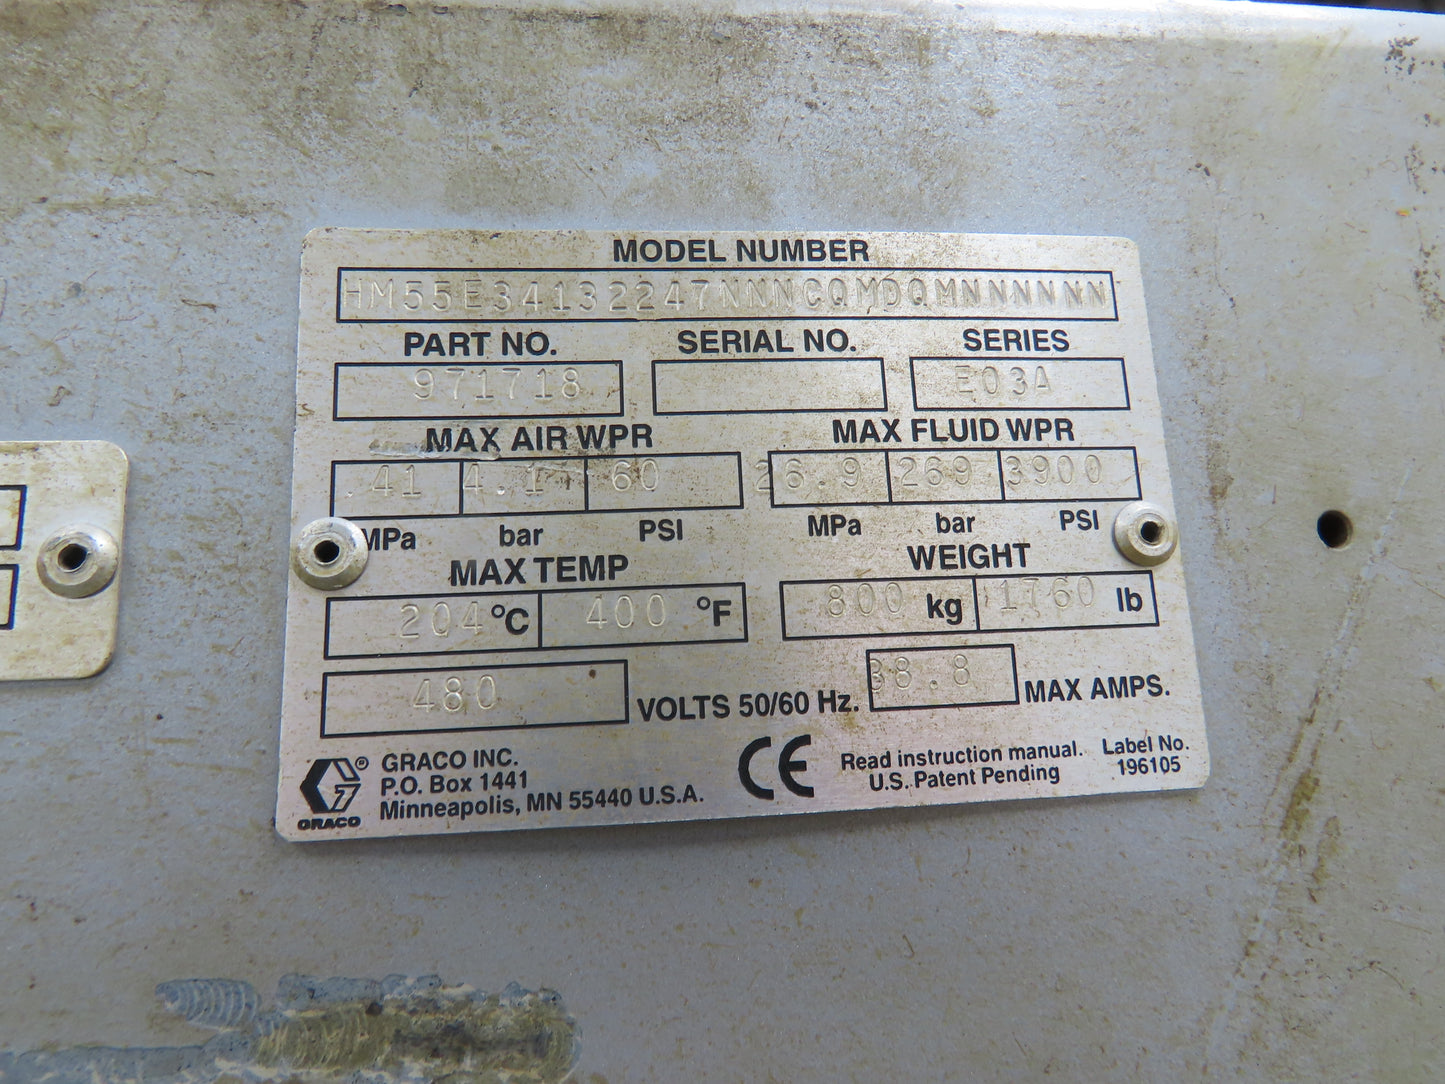 MODEL NUMBER
HM55E34132247NNNCQMDQMNNNNNN
PART NO. SERIAL NO. SERIES
971718 E03A
MAX AIR WPR MAX FLUID WPR
.41 4.1 60 26.9 269 3900
MPa bar PSI MPa bar PSI
MAX TEMP WEIGHT
204 °C 400 °F 800 kg 1760 lb
480 VOLTS 50/60 Hz. 38.8 MAX AMPS.
GRACO INC.
P.O. Box 1441
Minneapolis, MN 55440 U.S.A.
® GRACO
CE
Read instruction manual.
U.S. Patent Pending
Label No.
196105